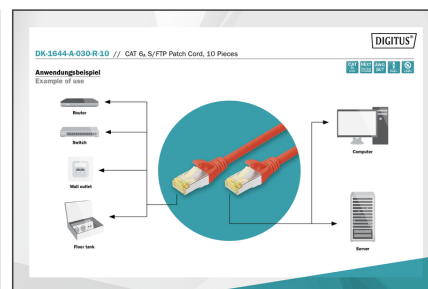 DIGITUS®
DK-1644-A-030-R-10 // CAT 6A S/FTP Patch Cord, 10 Pieces
Anwendungsbeispiel
Example of use
Router
Switch
Wall outlet
Floor tank
Computer
Server